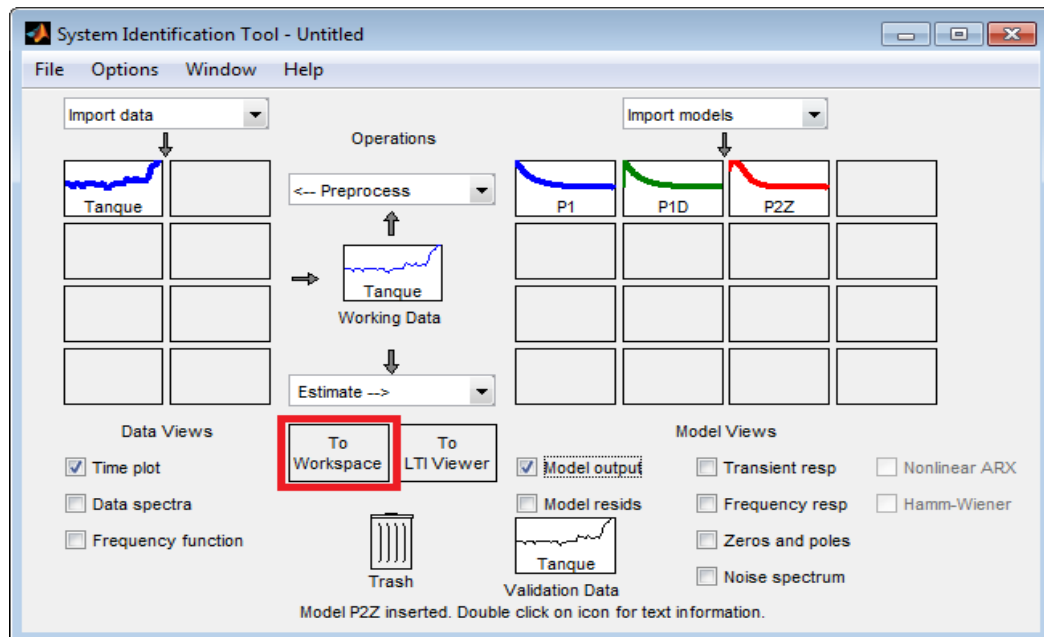 System Identification Tool - Untitled
File Options Window Help
Import data
Import models
Operations
Tanque
<-- Preprocess
P1 P1D P2Z
Tanque
Working Data
Estimate -->
Data Views
To
Workspace
To
LTI Viewer
Model Views
Time plot
Model output
Transient resp
Nonlinear ARX
Data spectra
Model resids
Frequency resp
Hamm-Wiener
Frequency function
Zeros and poles
Tanque
Trash
Noise spectrum
Validation Data
Model P2Z inserted. Double click on icon for text information.